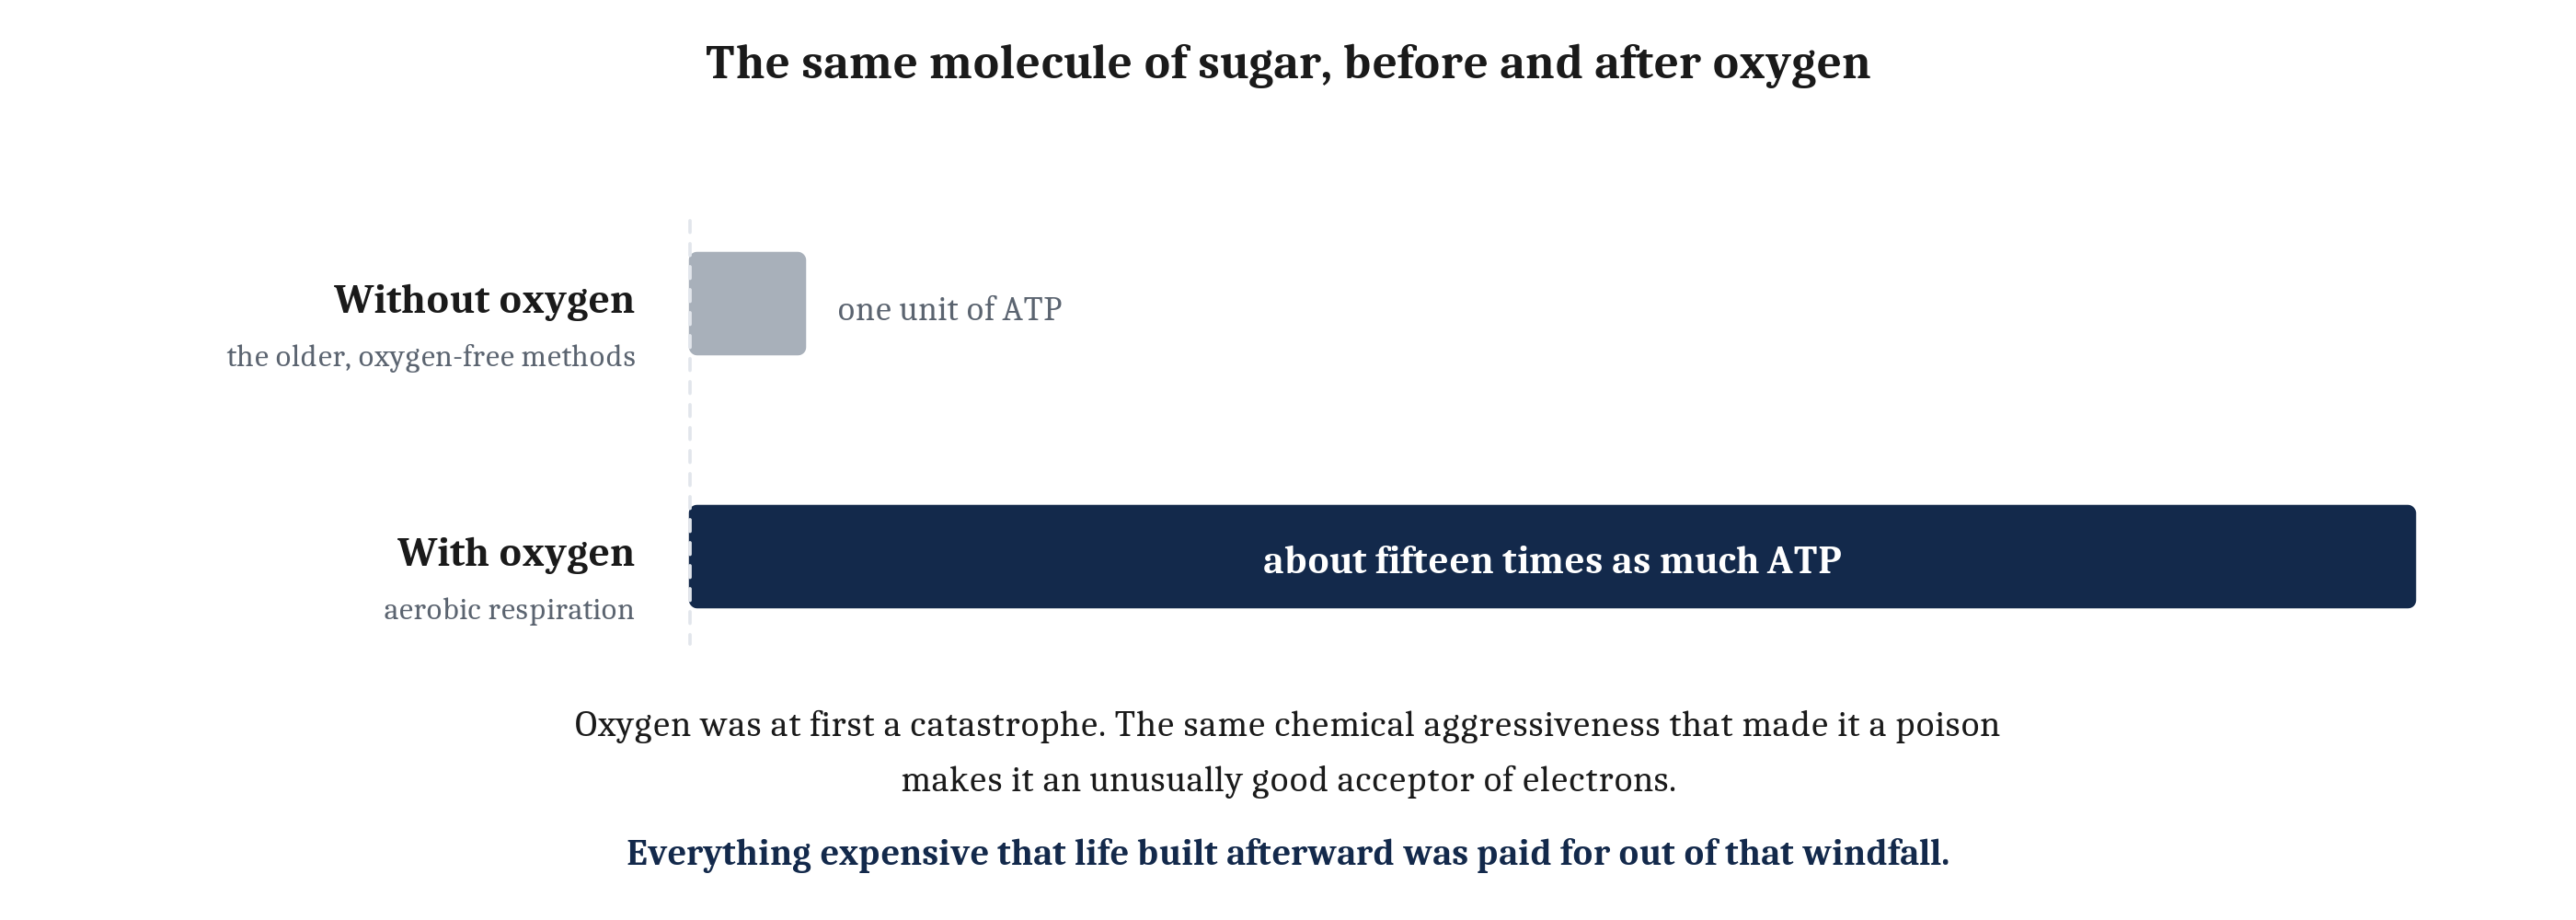 The same molecule of sugar, before and after oxygen
Without oxygen
one unit of ATP
the older, oxygen-free methods
With oxygen
about fifteen times as much ATP
aerobic respiration
Oxygen was at first a catastrophe. The same chemical aggressiveness that made it a poison
makes it an unusually good acceptor of electrons.
Everything expensive that life built afterward was paid for out of that windfall.